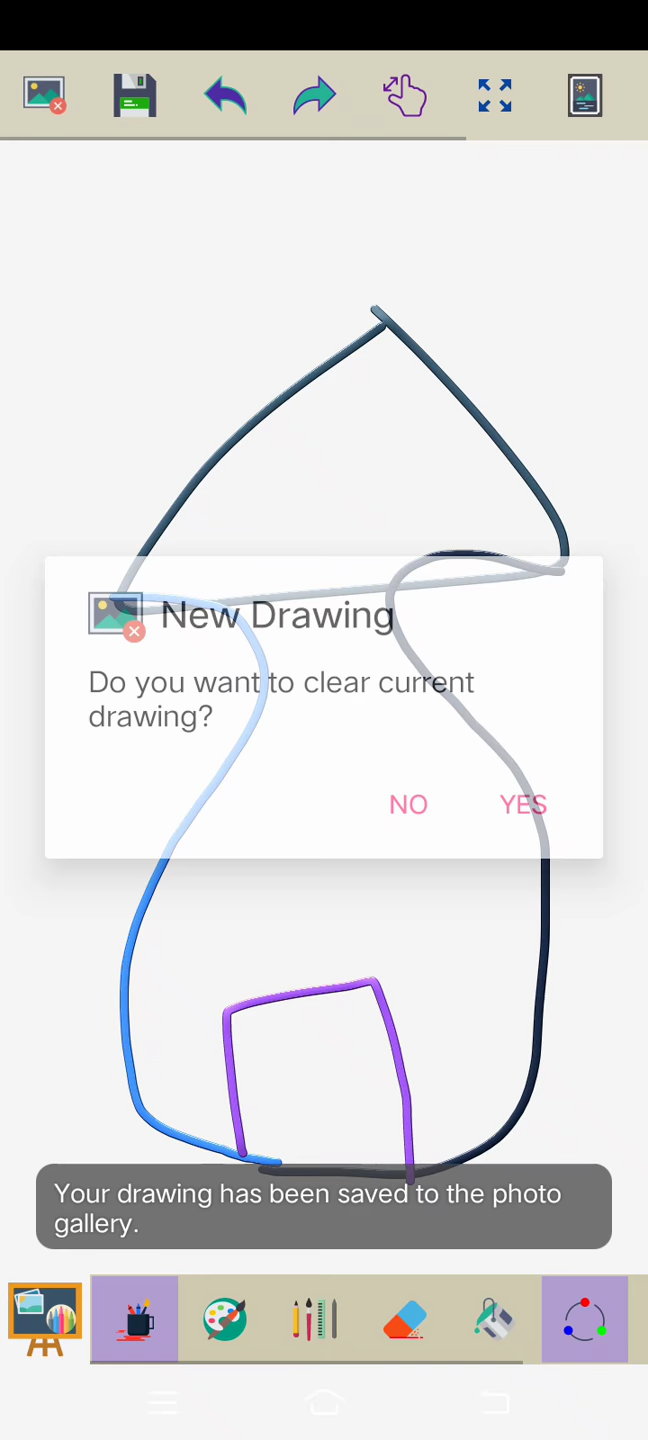 New Drawing
Do you want to clear current
drawing?
NO YES
Your drawing has been saved to the photo
gallery.